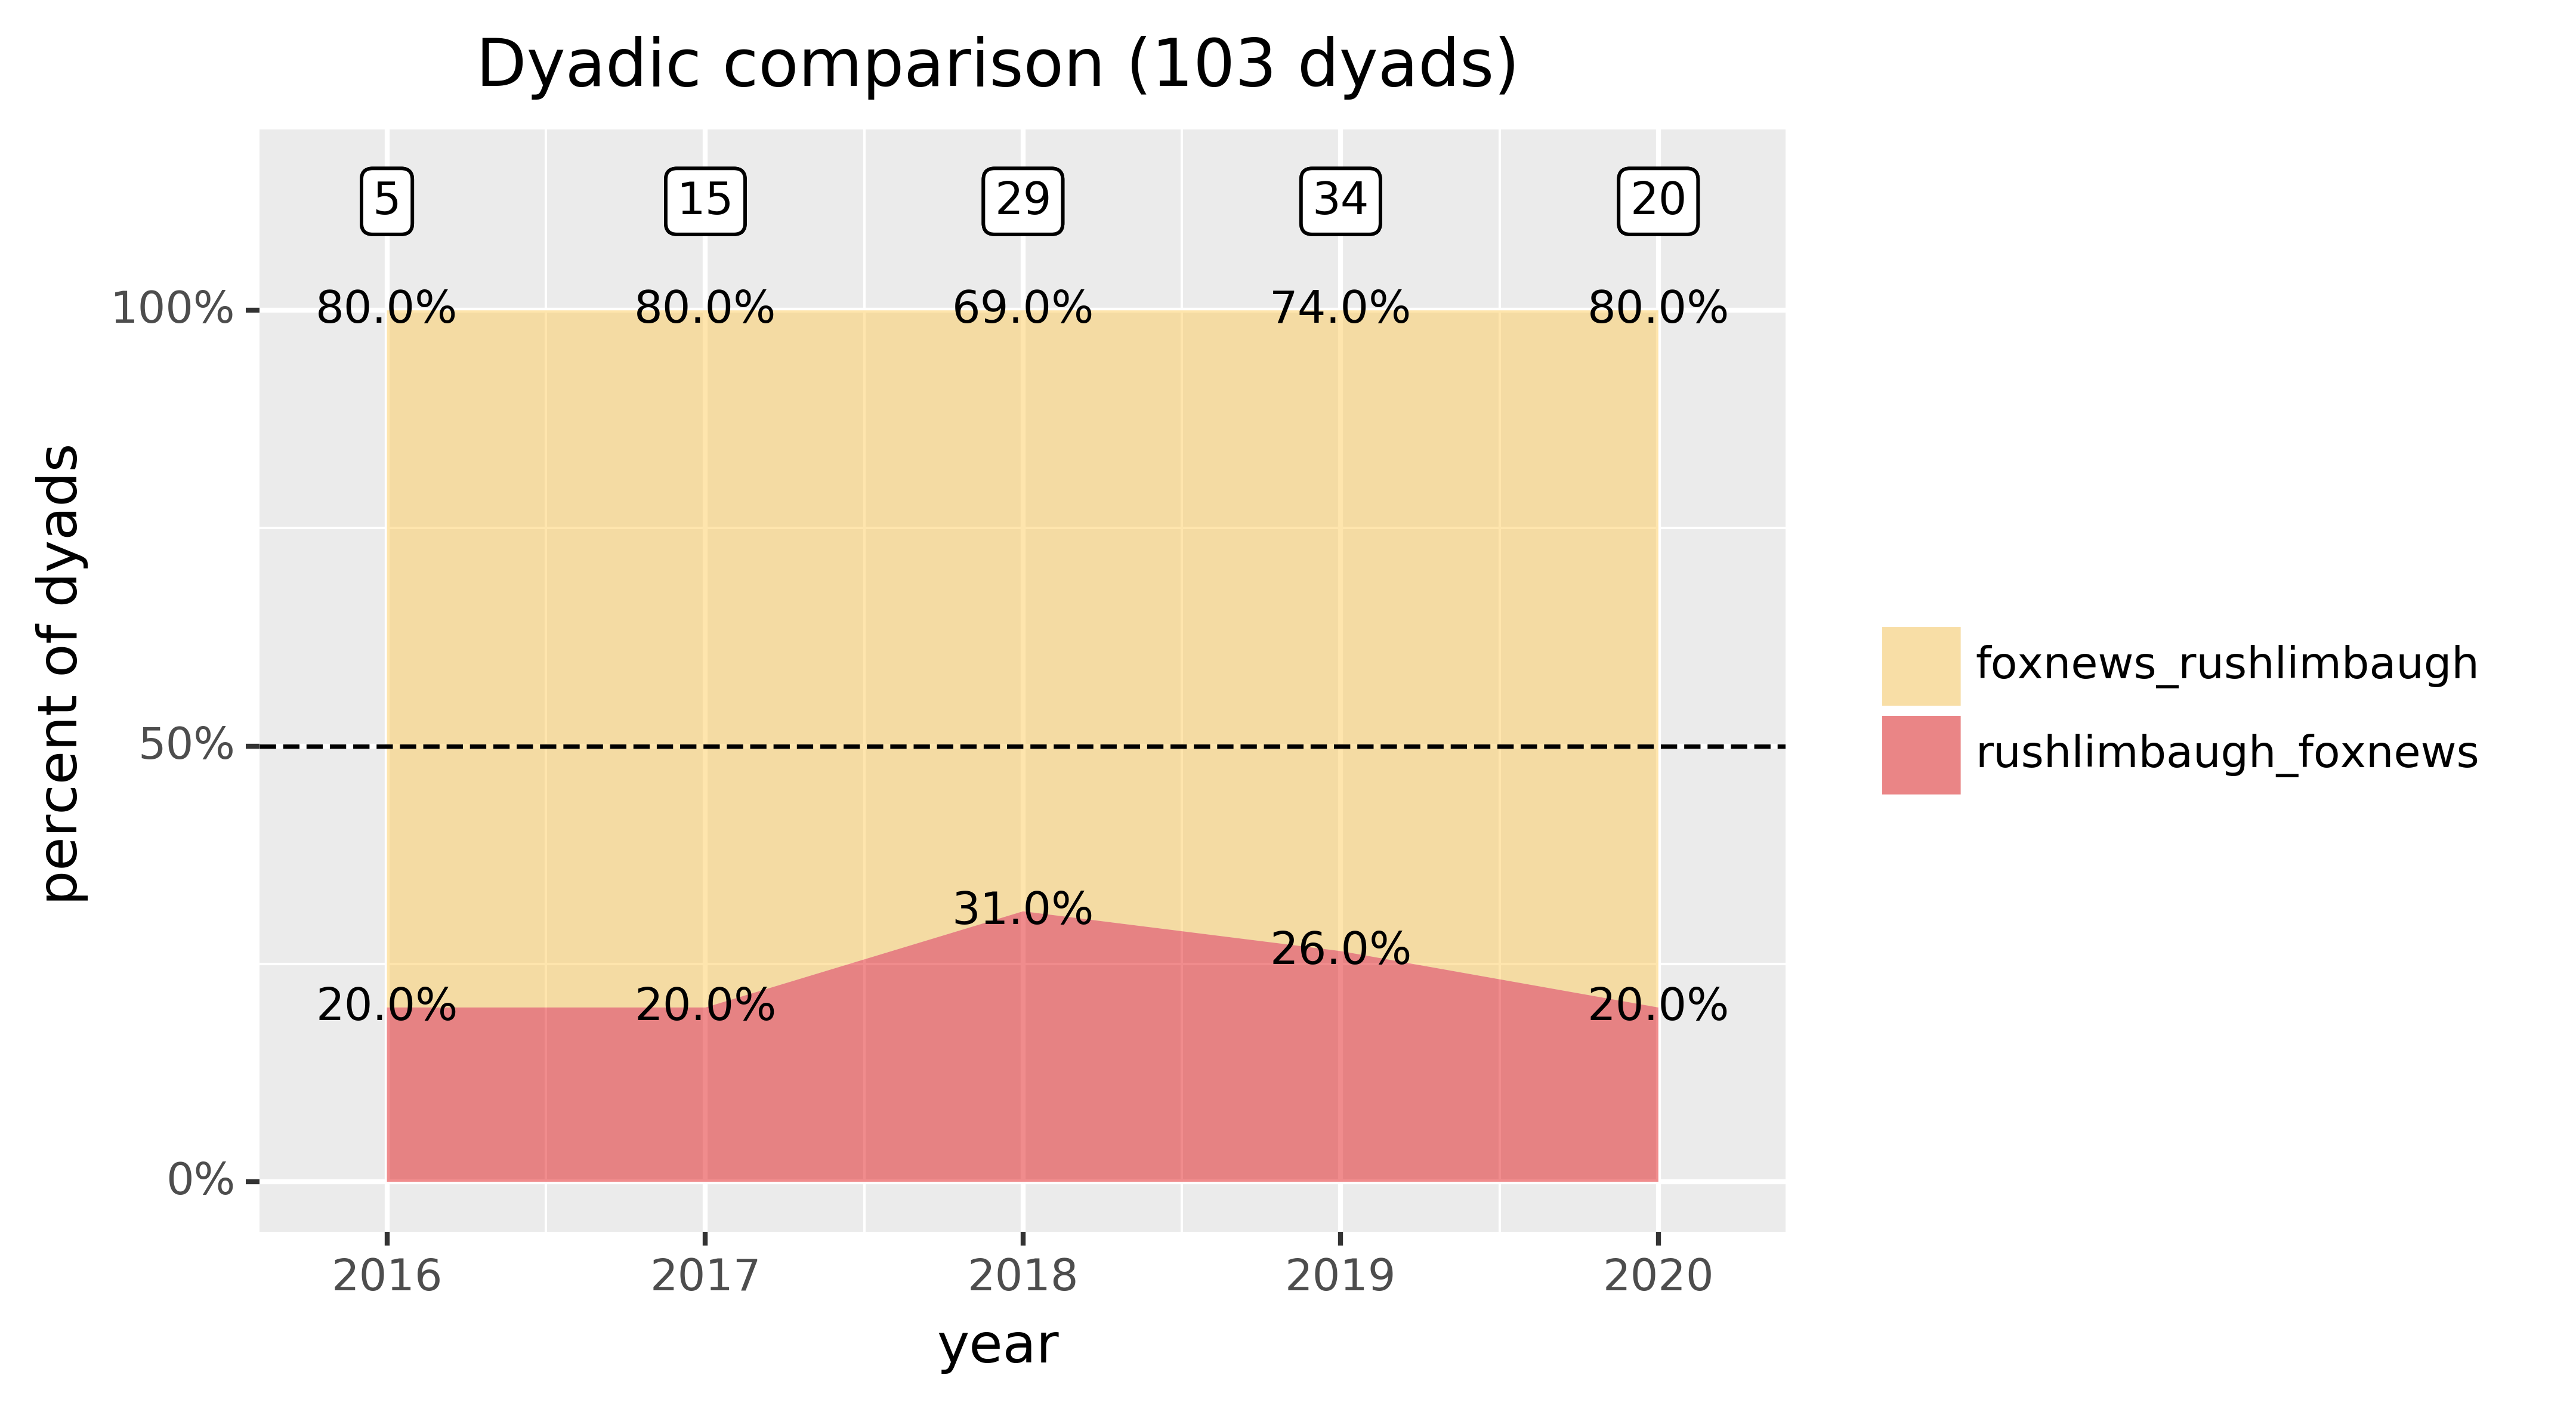 Dyadic comparison (103 dyads)
5 15 29 34 20
100% 80.0% 80.0% 69.0% 74.0% 80.0%
percent of dyads
foxnews_rushlimbaugh
50% rushlimbaugh_foxnews
31.0%
26.0%
20.0% 20.0% 20.0%
0%
2016 2017 2018 2019 2020
year